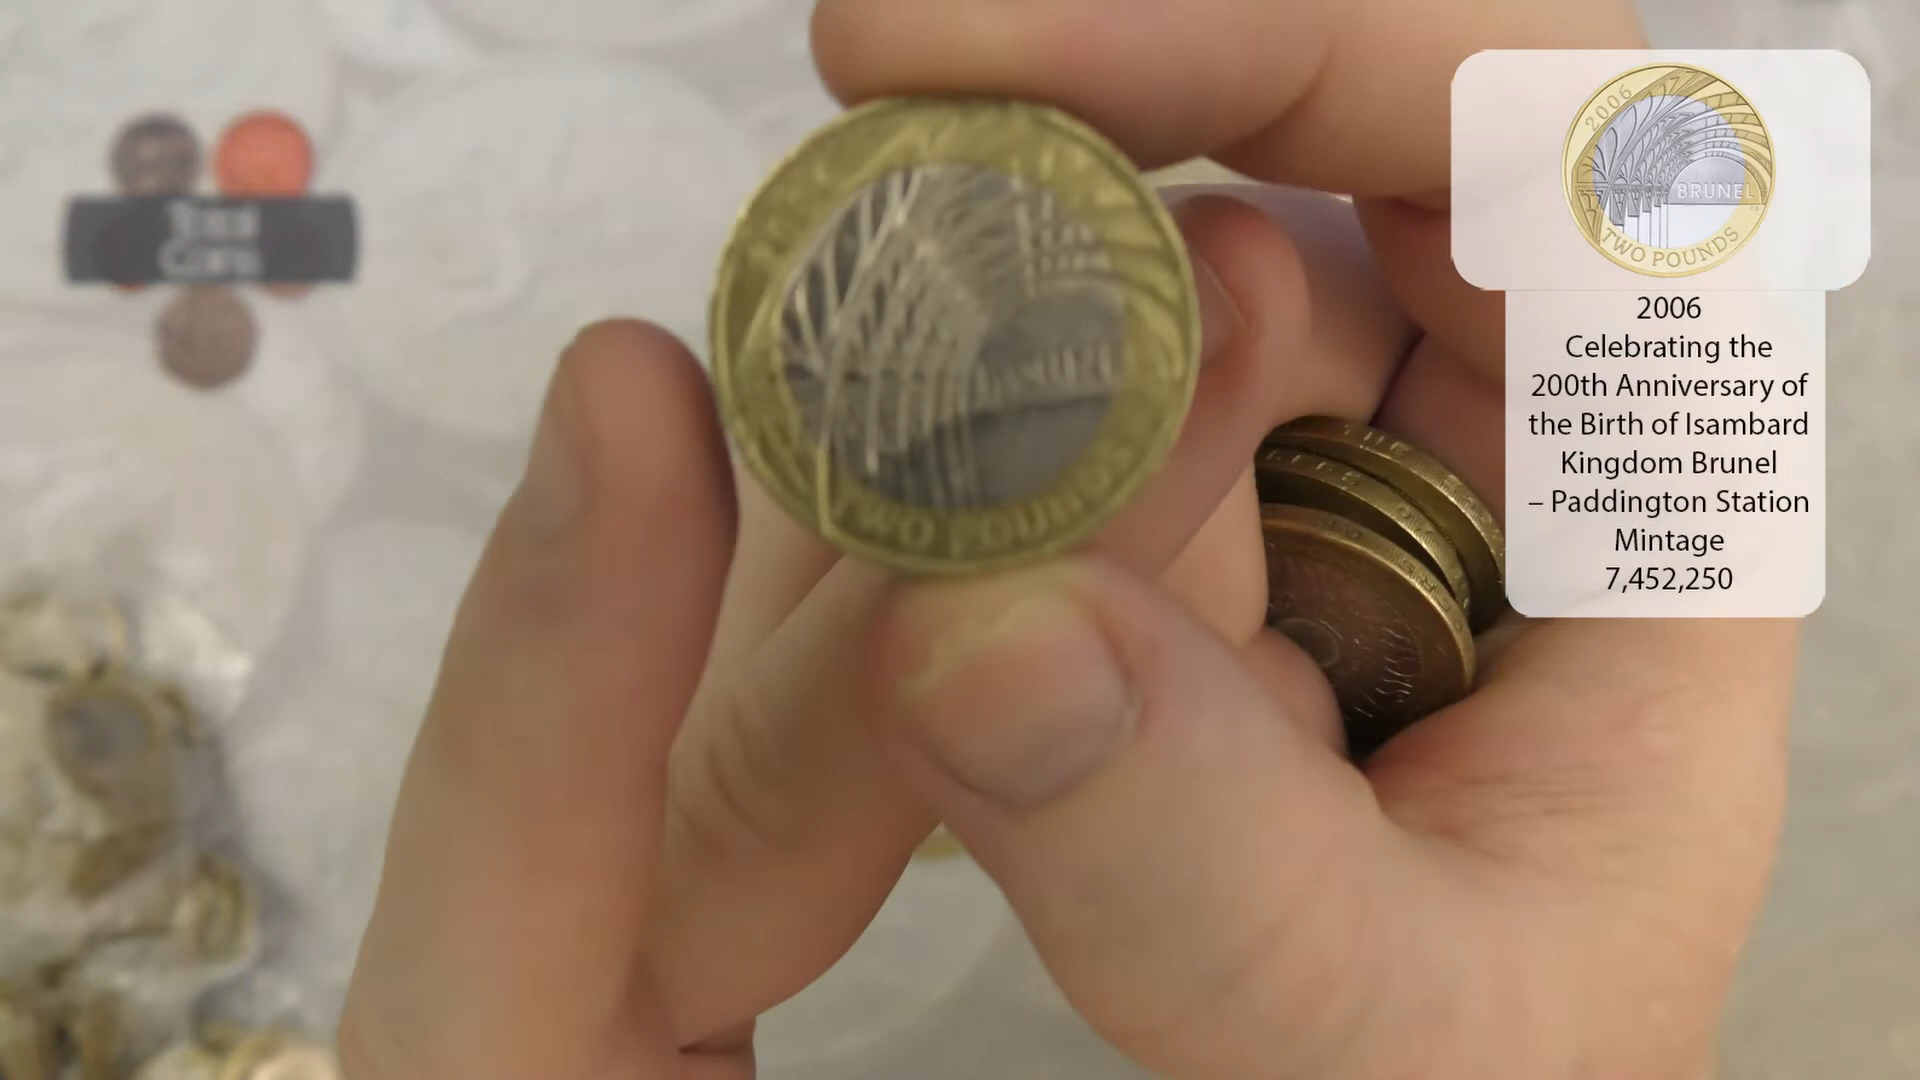 2006
BRUNEL
TWO POUNDS
2006
Celebrating the
200th Anniversary of
the Birth of Isambard
Kingdom Brunel
– Paddington Station
Mintage
7,452,250
TWO POUNDS